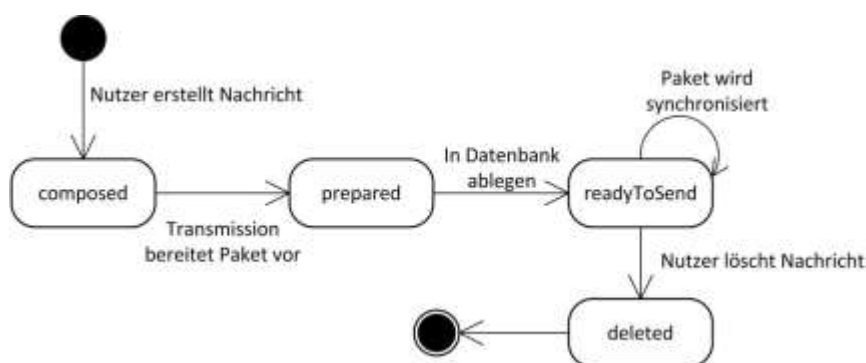 Nutzer erstellt Nachricht
Paket wird
synchronisiert
composed
prepared
In Datenbank
ablegen
readyToSend
Transmission
bereitet Paket vor
Nutzer löscht Nachricht
deleted